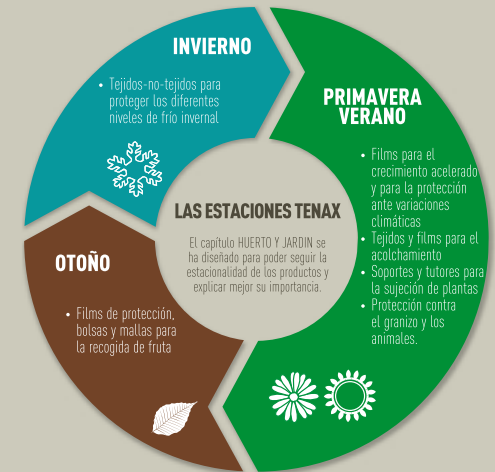 INVIERNO
• Tejidos-no-tejidos para
proteger los diferentes
niveles de frío invernal
PRIMAVERA
VERANO
• Films para el
crecimiento acelerado
y para la protección
ante variaciones
climáticas
• Tejidos y films para el
acolchamiento
• Soportes y tutores para
la sujeción de plantas
• Protección contra
el granizo y los
animales.
LAS ESTACIONES TENAX
El capítulo HUERTO Y JARDIN se
ha diseñado para poder seguir la
estacionalidad de los productos y
explicar mejor su importancia.
OTOÑO
• Films de protección,
bolsas y mallas para
la recogida de fruta